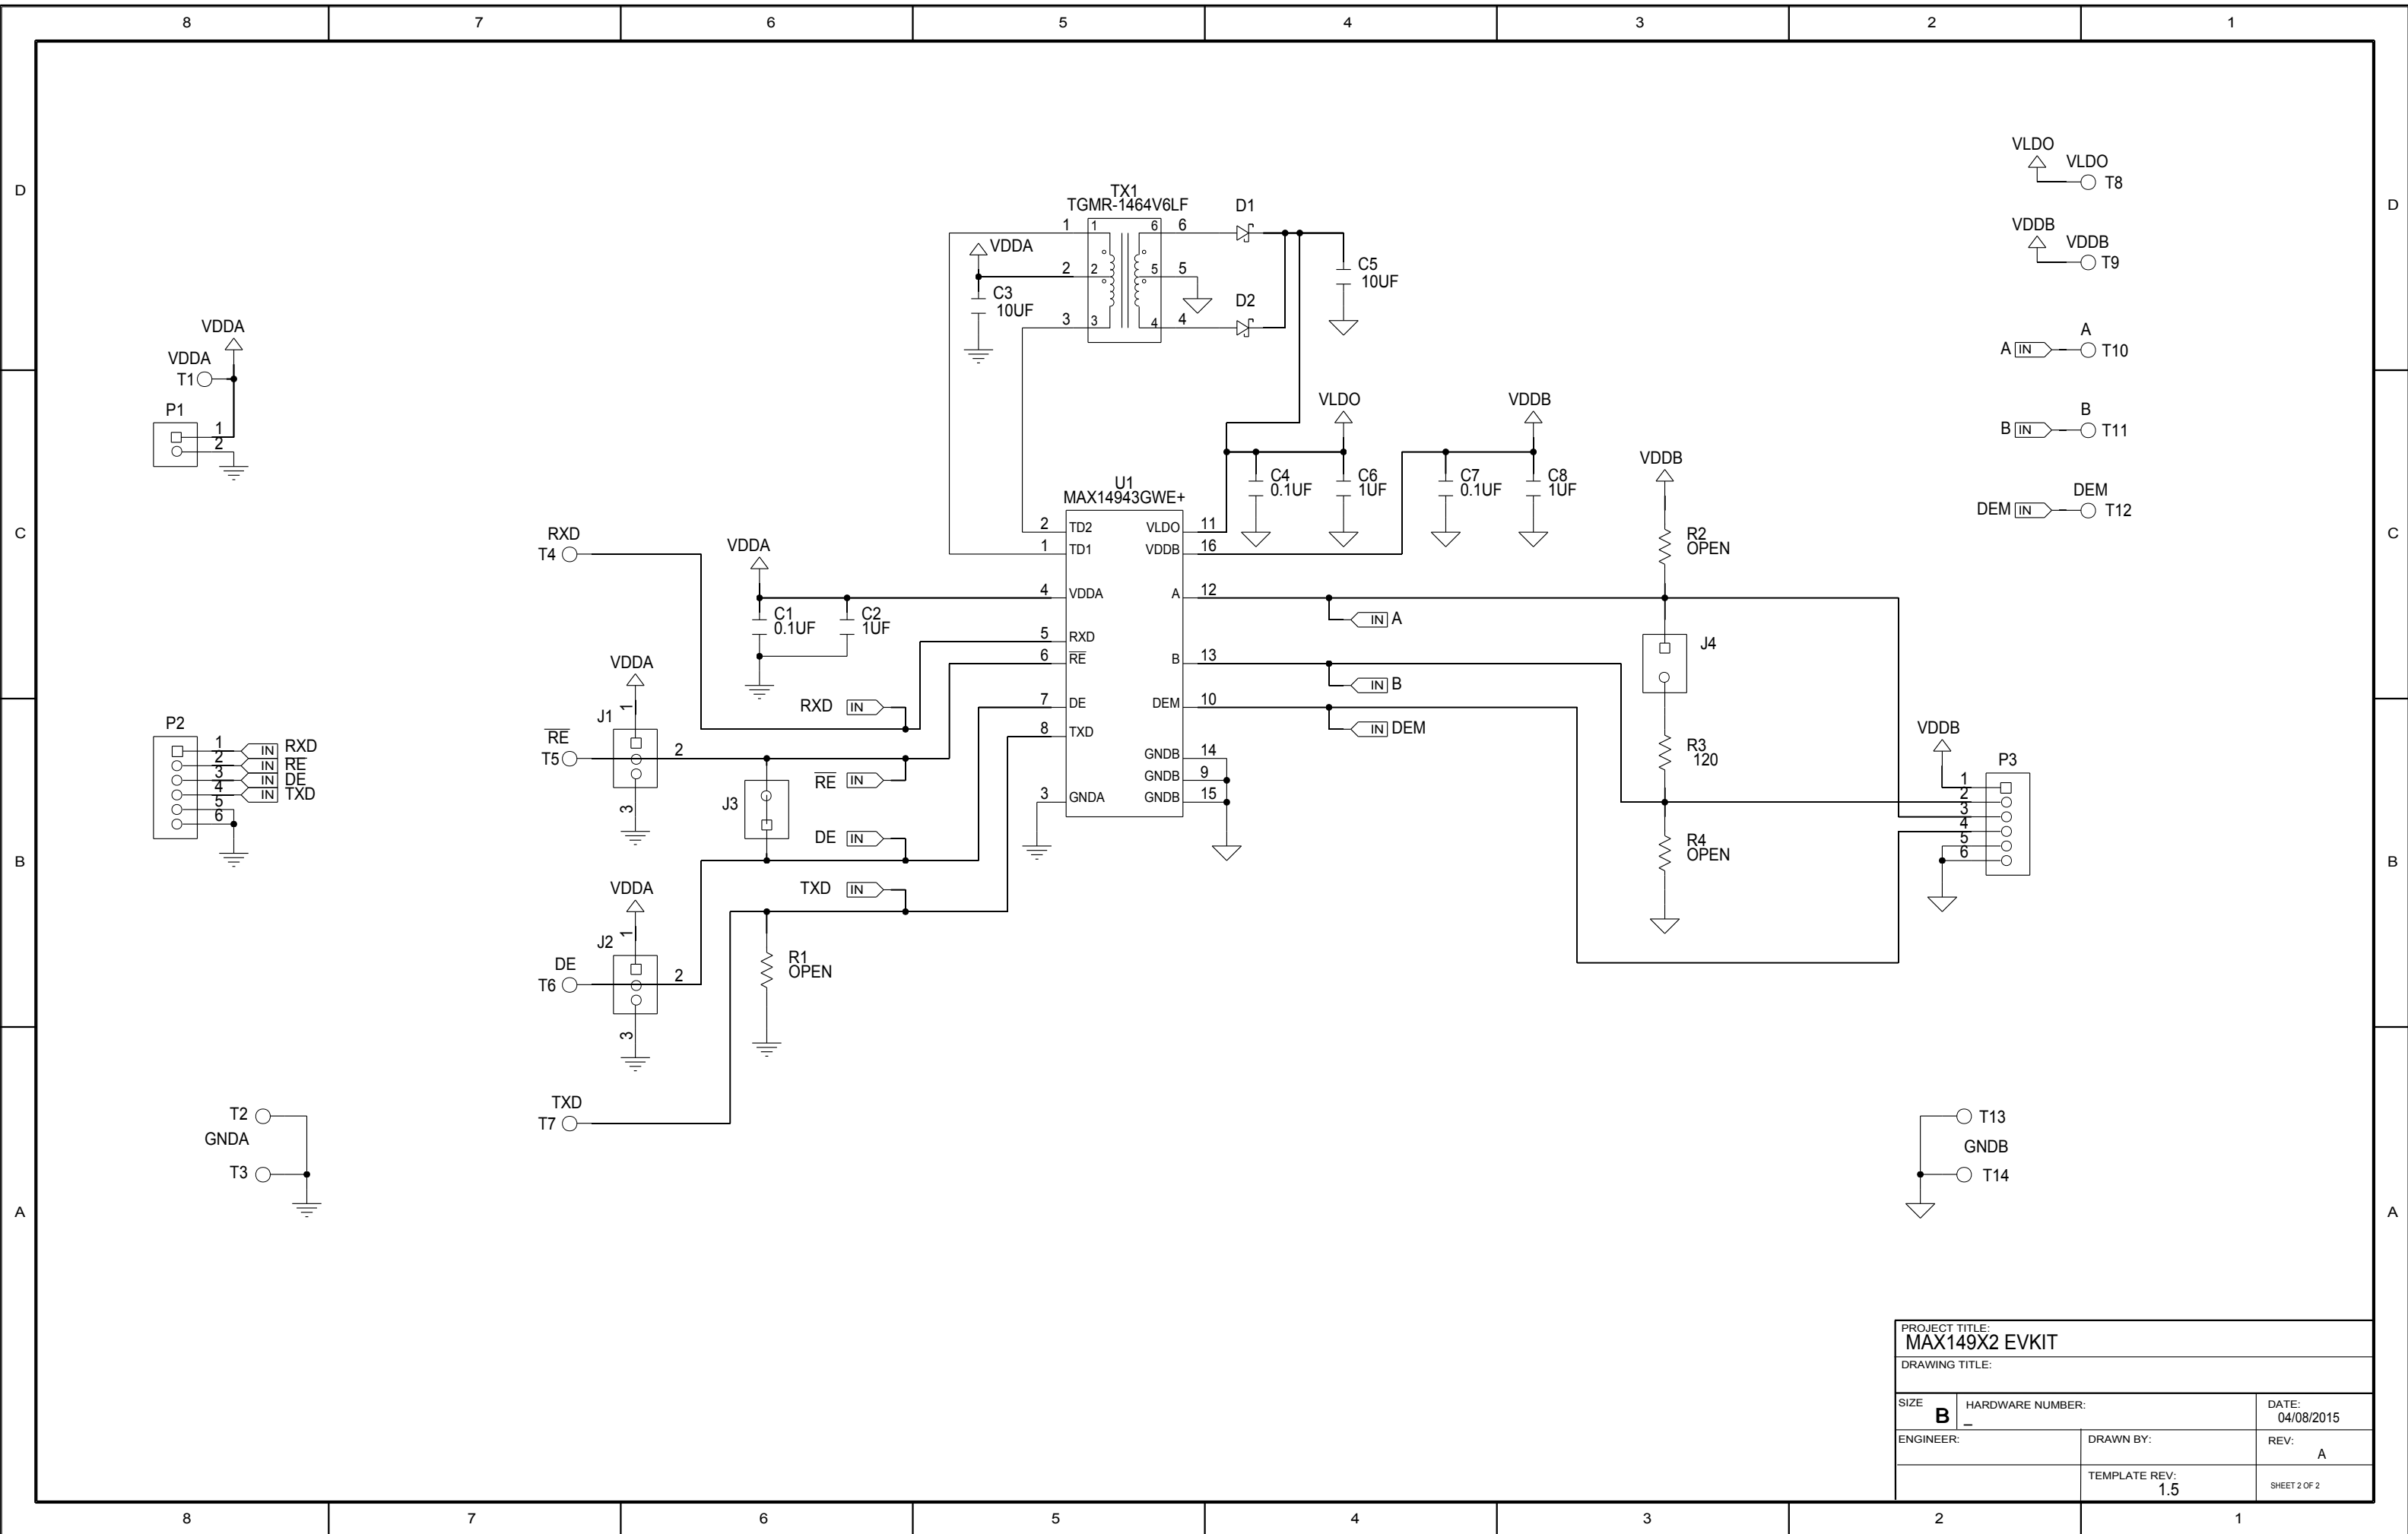 8 7 6 5 4 3 2 1
D
D
C
C
B
B
A
A
VLDO
VLDO
T8
VDDB
VDDB
T9
A
A IN T10
B
B IN T11
DEM
DEM IN T12
TX1
TGMR-1464V6LF
1 1 6 6
2 2 5 5
3 3 4 4
VDDA
C3
10UF
D1
D2
C5
10UF
VDDA
VDDA
T1
P1
1
2
VLDO
VDDB
C4
0.1UF
C6
1UF
C7
0.1UF
C8
1UF
U1
MAX14943GWE+
2 TD2 VLDO 11
1 TD1 VDDB 16
4 VDDA A 12
5 RXD
6 RE B 13
7 DE DEM 10
8 TXD
GNDB 14
GNDB 9
3 GNDA GNDB 15
RXD
T4
VDDA
C1
0.1UF
C2
1UF
VDDB
R2
OPEN
IN A
J4
IN B
IN DEM
R3
120
R4
OPEN
VDDA
1
J1
RE
T5
2
3
RXD IN
RE IN
J3
DE IN
TXD IN
P2
1 IN RXD
2 IN RE
3 IN DE
4 IN TXD
5
6
VDDB
P3
1
2
3
4
5
6
VDDA
1
J2
DE
T6
2
3
R1
OPEN
TXD
T7
T2
GNDA
T3
T13
GNDB
T14
PROJECT TITLE:
MAX149X2 EVKIT
DRAWING TITLE:
SIZE
B
HARDWARE NUMBER:
_
DATE:
04/08/2015
ENGINEER:
DRAWN BY:
REV:
A
TEMPLATE REV:
1.5
SHEET 2 OF 2
8 7 6 5 4 3 2 1